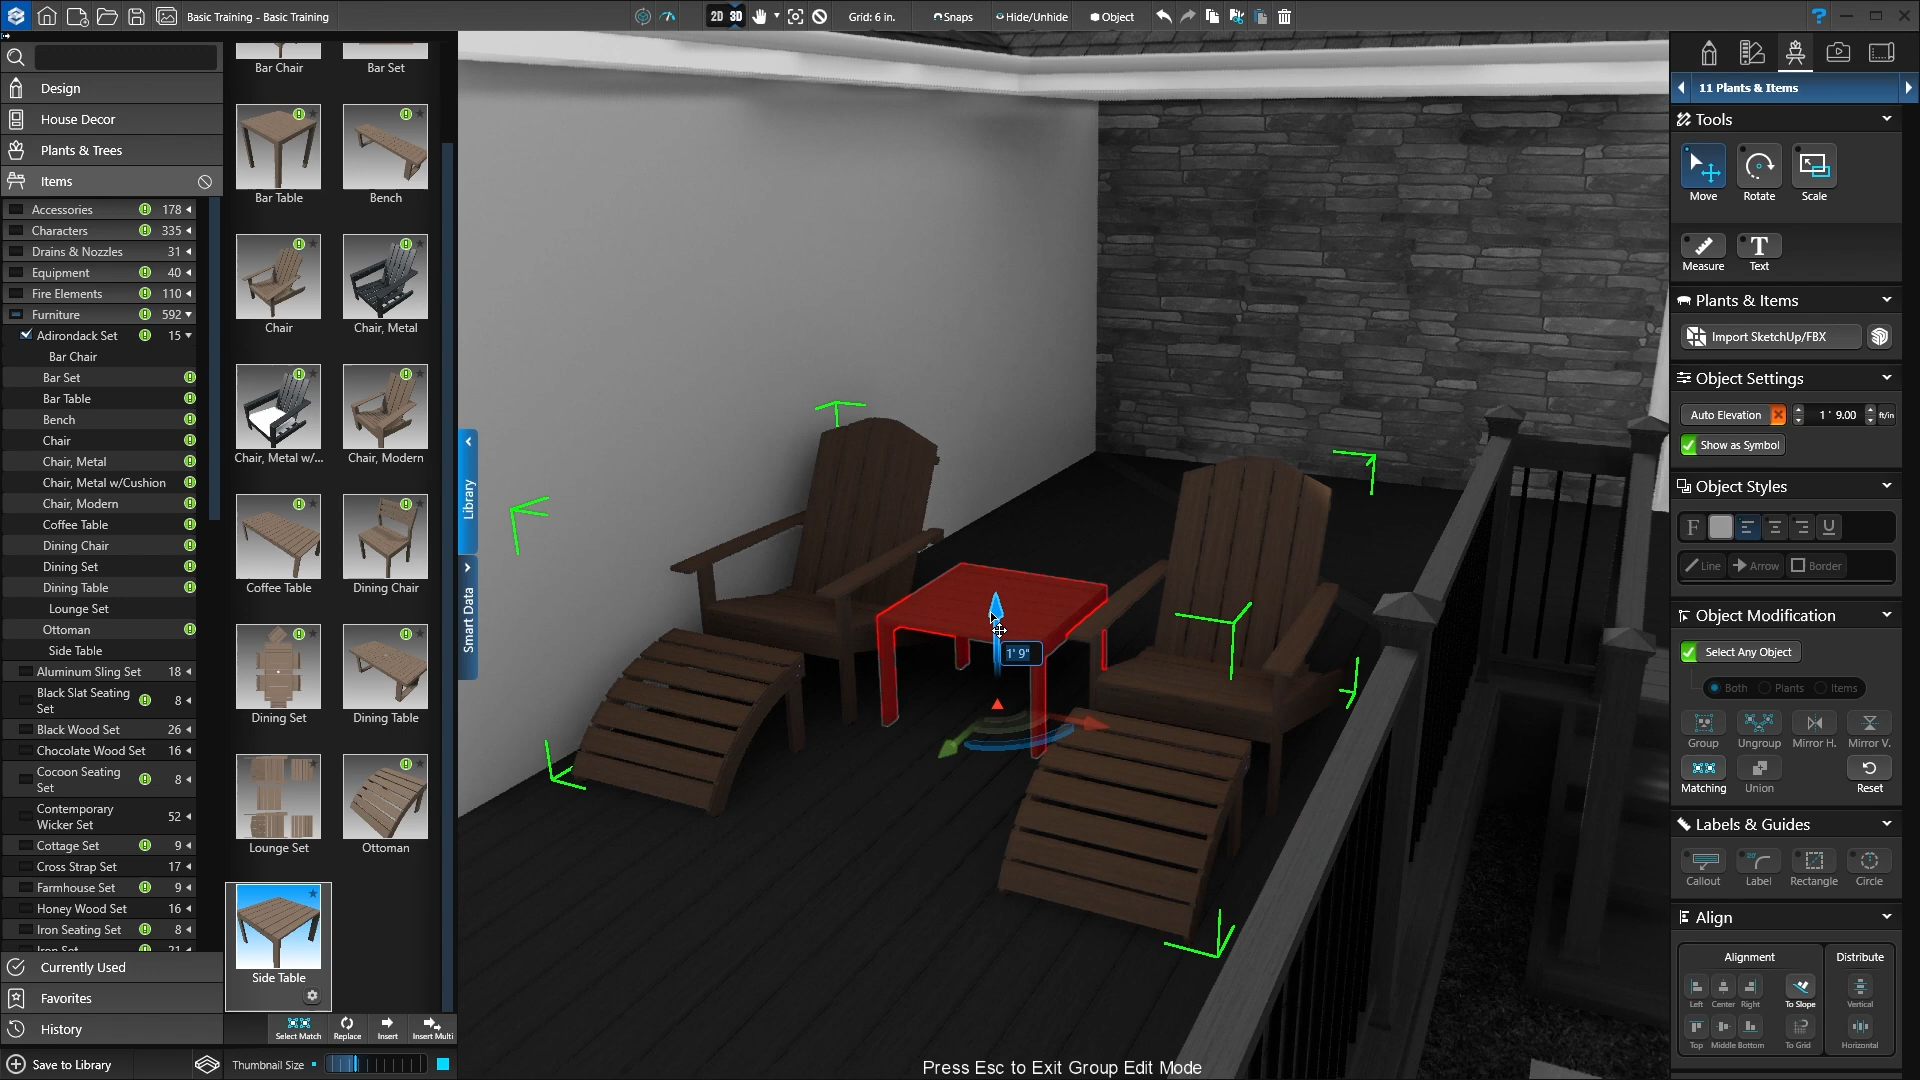 Basic Training - Basic Training
2D 3D
Grid: 6 in.
Snaps
Hide/Unhide
Object
?
Design
House Decor
Plants & Trees
Items
Accessories 178
Characters 335
Drains & Nozzles 31
Equipment 40
Fire Elements 110
Furniture 592
Adirondack Set 15
Bar Chair
Bar Set
Bar Table
Bench
Chair
Chair, Metal
Chair, Metal w/Cushion
Chair, Modern
Coffee Table
Dining Chair
Dining Set
Dining Table
Lounge Set
Ottoman
Side Table
Aluminum Sling Set 18
Black Slat Seating
Set 8
Black Wood Set 26
Chocolate Wood Set 16
Cocoon Seating
Set 8
Contemporary
Wicker Set 52
Cottage Set 9
Cross Strap Set 17
Farmhouse Set 9
Honey Wood Set 16
Iron Seating Set 8
Iron Set 21
Currently Used
Favorites
History
Save to Library
Bar Chair Bar Set
Bar Table Bench
Chair Chair, Metal
Chair, Metal w/... Chair, Modern
Coffee Table Dining Chair
Dining Set Dining Table
Lounge Set Ottoman
Side Table
Select Match Replace Insert Insert Multi
Thumbnail Size
Library
Smart Data
1' 9"
Press Esc to Exit Group Edit Mode
11 Plants & Items
Tools
Move Rotate Scale
Measure Text
Plants & Items
Import SketchUp/FBX
Object Settings
Auto Elevation 1 ' 9.00 ft/in
Show as Symbol
Object Styles
F U
Line Arrow Border
Object Modification
Select Any Object
Both Plants Items
Group Ungroup Mirror H. Mirror V.
Matching Union Reset
Labels & Guides
Callout Label Rectangle Circle
Align
Alignment Distribute
Left Center Right To Slope Vertical
Top Middle Bottom To Grid Horizontal